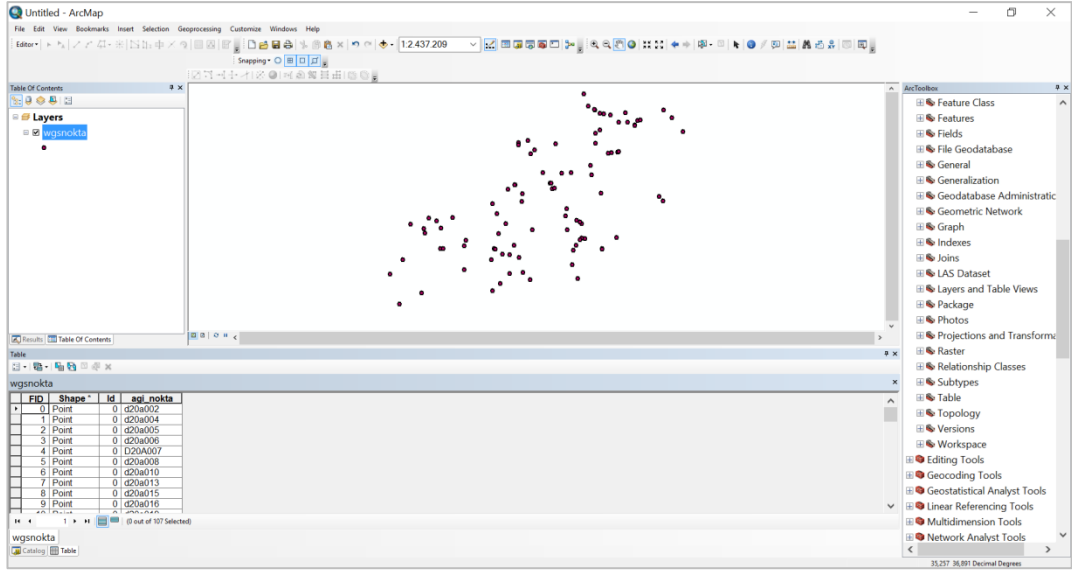 Untitled - ArcMap
File Edit View Bookmarks Insert Selection Geoprocessing Customize Windows Help
Editor 1:2.437.209
Snapping
Table Of Contents
Layers
wgsnokta
Results Table Of Contents
ArcToolbox
Feature Class
Features
Fields
File Geodatabase
General
Generalization
Geodatabase Administratic
Geometric Network
Graph
Indexes
Joins
LAS Dataset
Layers and Table Views
Package
Photos
Projections and Transforma
Raster
Relationship Classes
Subtypes
Table
Topology
Versions
Workspace
Editing Tools
Geocoding Tools
Geostatistical Analyst Tools
Linear Referencing Tools
Multidimension Tools
Network Analyst Tools
Table
wgsnokta
FID Shape * Id agi_nokta
0 Point 0 d20a002
1 Point 0 d20a004
2 Point 0 d20a005
3 Point 0 d20a006
4 Point 0 D20A007
5 Point 0 d20a008
6 Point 0 d20a010
7 Point 0 d20a013
8 Point 0 d20a015
9 Point 0 d20a016
1 (0 out of 107 Selected)
wgsnokta
Catalog Table
35,257 36,891 Decimal Degrees